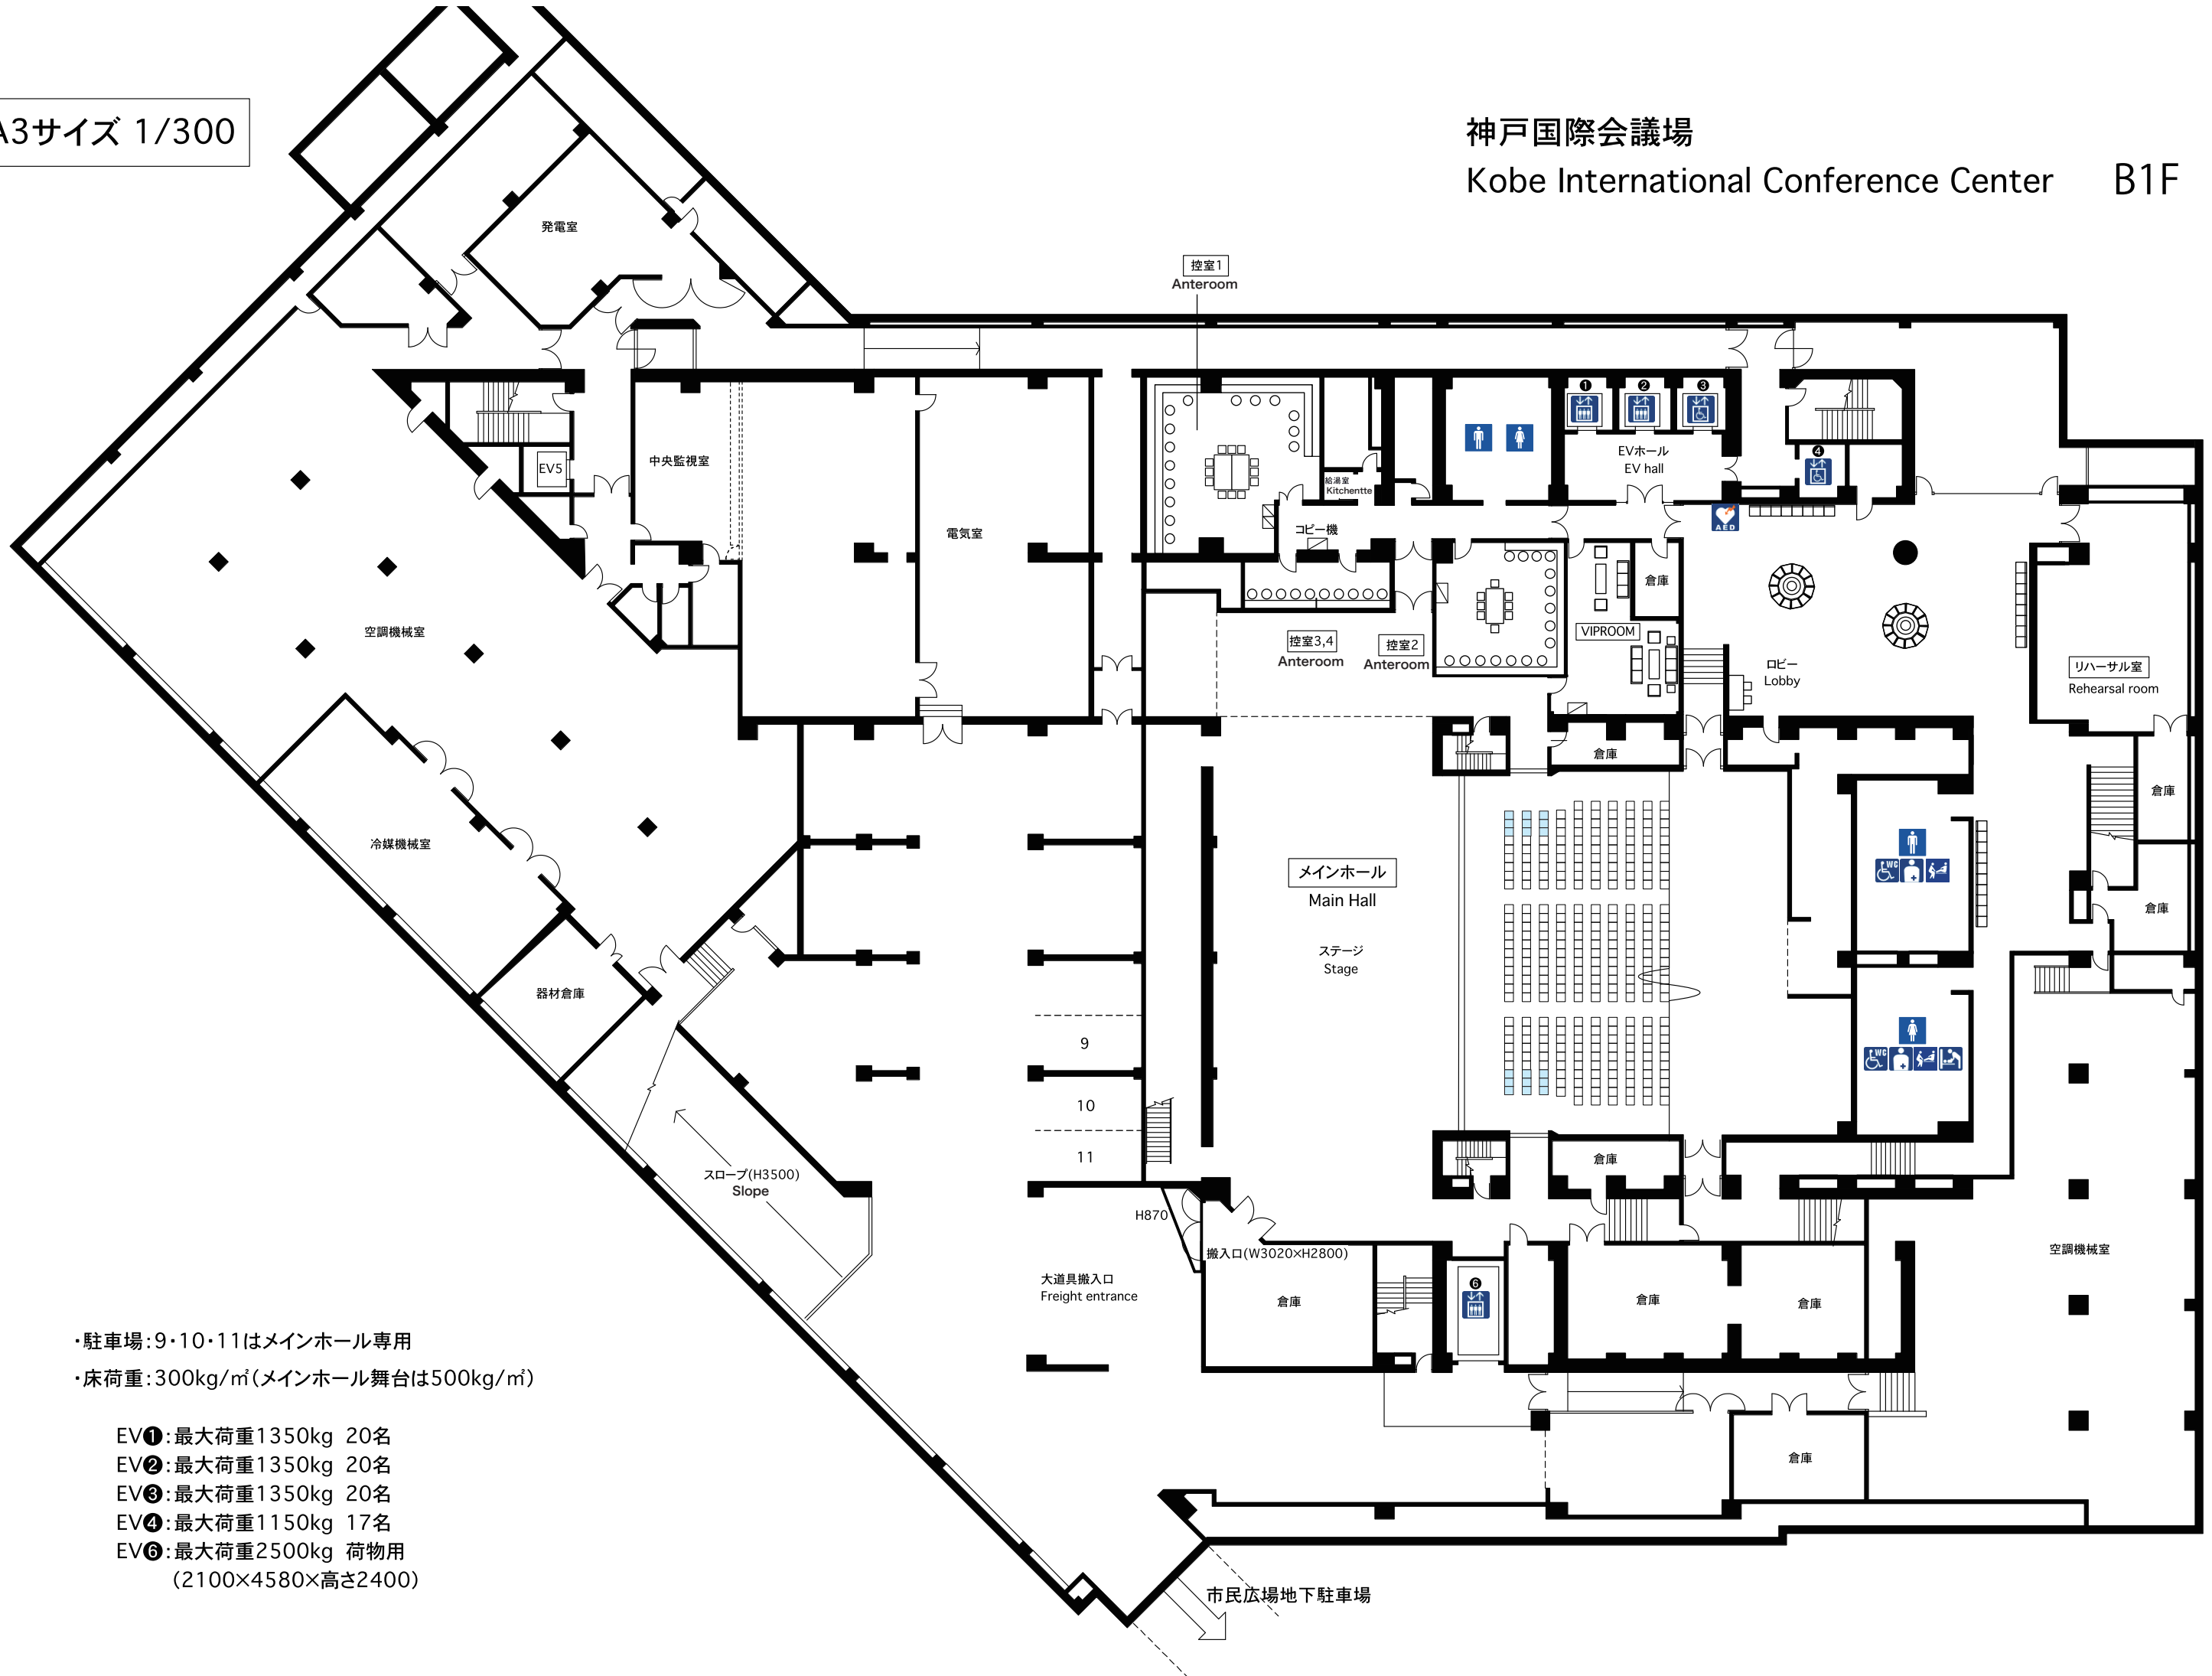 A3サイズ 1/300
神戸国際会議場
Kobe International Conference Center
B1F
発電室
控室1
Anteroom
❶
❷
❸
EVホール
EV hall
❹
EV5
中央監視室
給湯室
Kitchentte
コピー機
電気室
AED
倉庫
空調機械室
控室3,4
Anteroom
控室2
Anteroom
VIPROOM
ロビー
Lobby
リハーサル室
Rehearsal room
倉庫
倉庫
冷媒機械室
メインホール
Main Hall
WC
倉庫
ステージ
Stage
器材倉庫
9
WC
10
11
倉庫
スロープ(H3500)
Slope
H870
搬入口(W3020×H2800)
空調機械室
大道具搬入口
Freight entrance
倉庫
❻
倉庫
倉庫
・駐車場:9・10・11はメインホール専用
・床荷重:300kg/㎡(メインホール舞台は500kg/㎡)
EV❶:最大荷重1350kg 20名
EV❷:最大荷重1350kg 20名
EV❸:最大荷重1350kg 20名
EV❹:最大荷重1150kg 17名
EV❻:最大荷重2500kg 荷物用
(2100×4580×高さ2400)
倉庫
市民広場地下駐車場